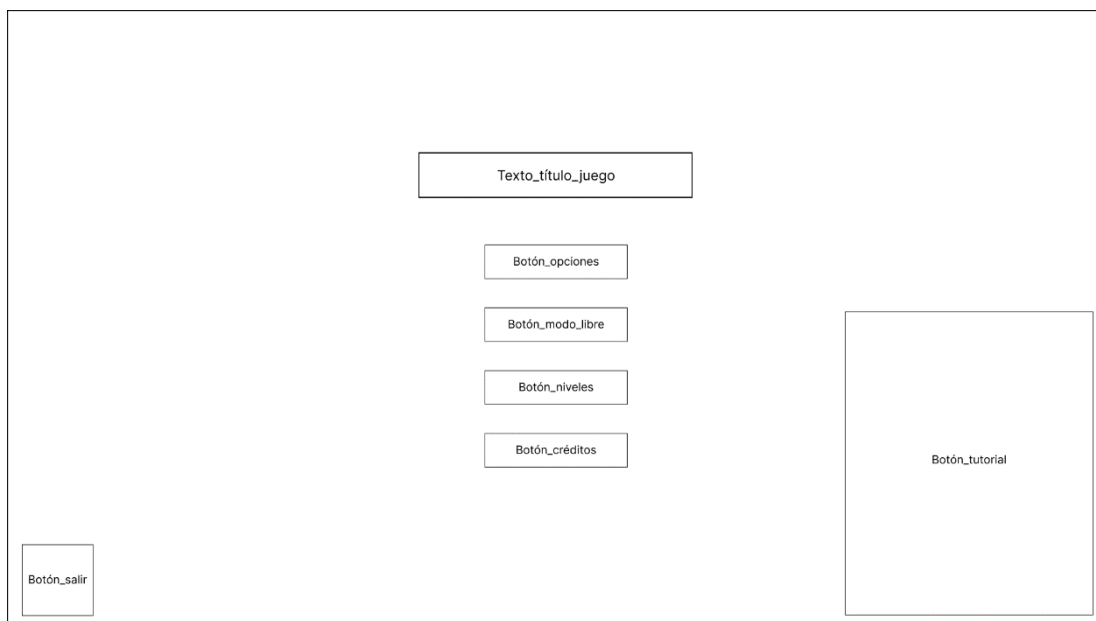 Texto_título_juego
Botón_opciones
Botón_modo_libre
Botón_niveles
Botón_créditos
Botón_tutorial
Botón_salir